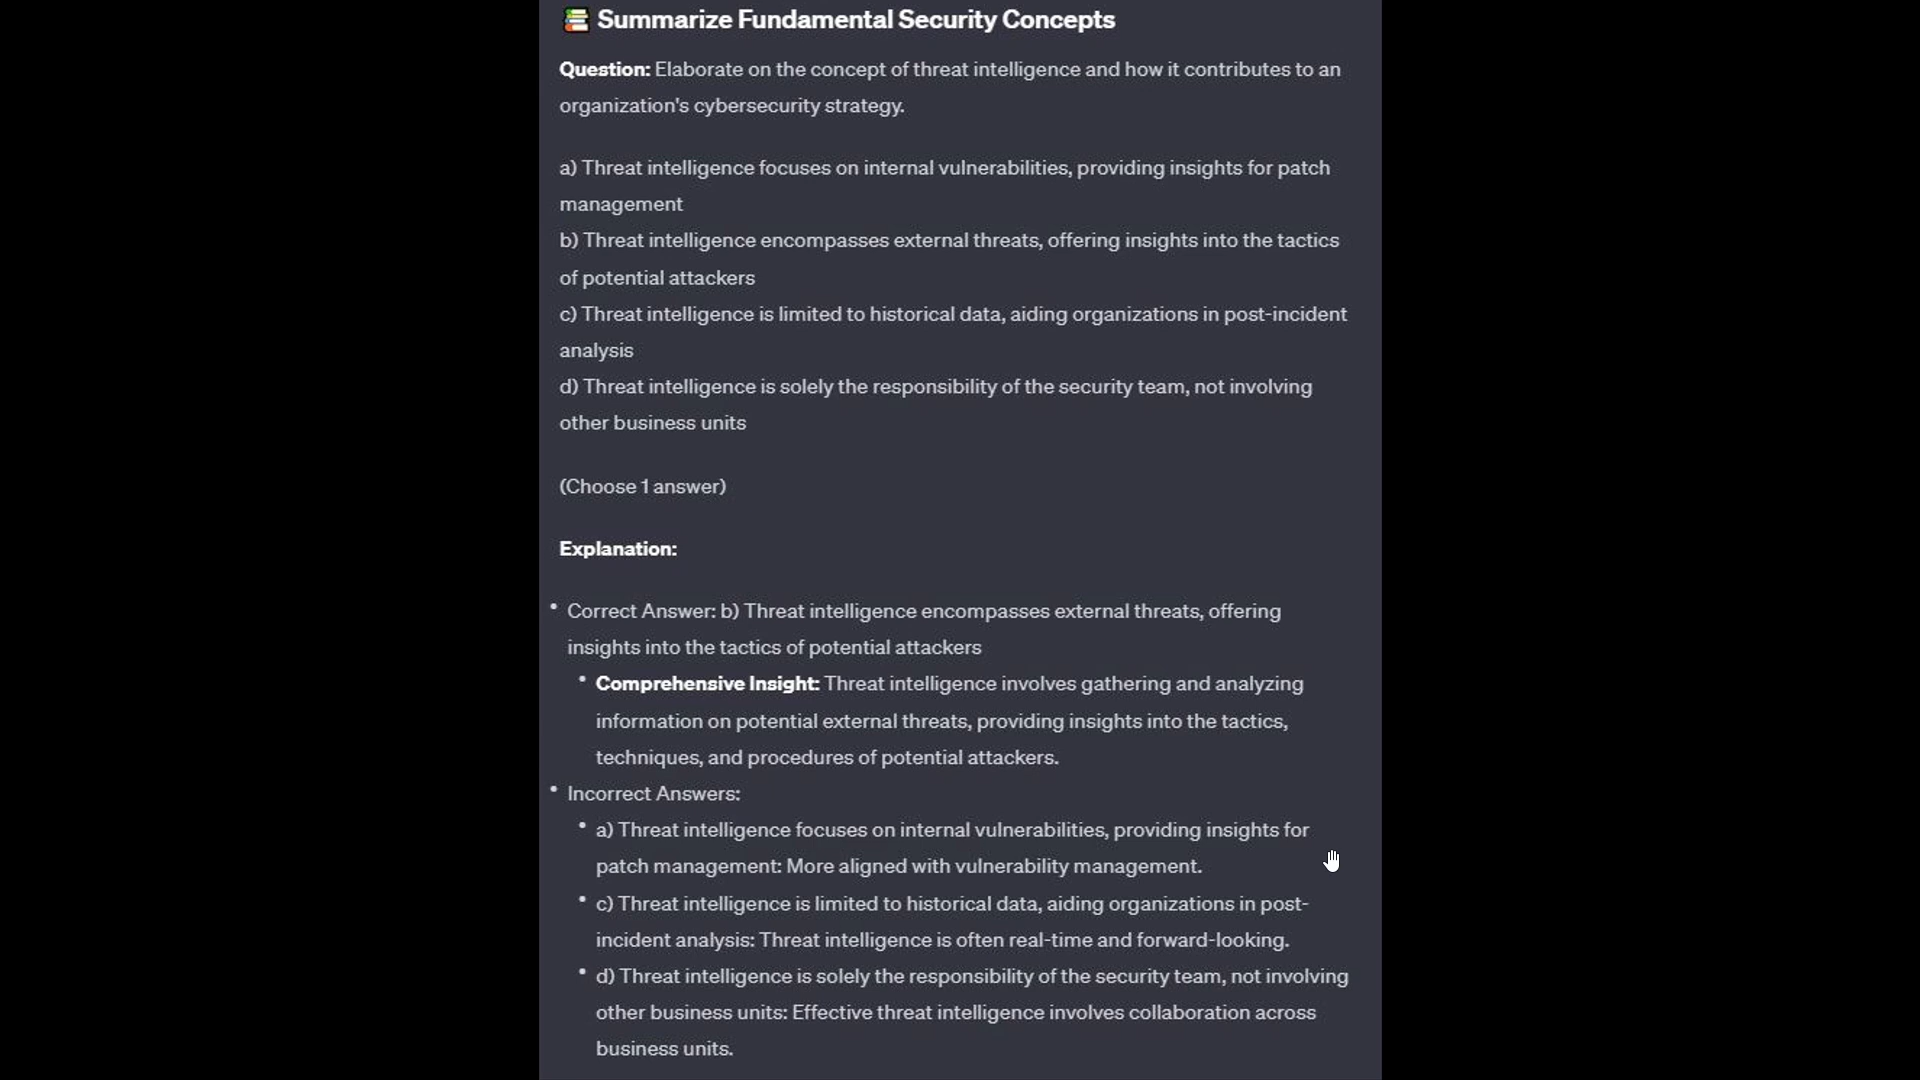 Summarize Fundamental Security Concepts
Question: Elaborate on the concept of threat intelligence and how it contributes to an
organization's cybersecurity strategy.
a) Threat intelligence focuses on internal vulnerabilities, providing insights for patch
management
b) Threat intelligence encompasses external threats, offering insights into the tactics
of potential attackers
c) Threat intelligence is limited to historical data, aiding organizations in post-incident
analysis
d) Threat intelligence is solely the responsibility of the security team, not involving
other business units
(Choose 1 answer)
Explanation:
• Correct Answer: b) Threat intelligence encompasses external threats, offering
insights into the tactics of potential attackers
• Comprehensive Insight: Threat intelligence involves gathering and analyzing
information on potential external threats, providing insights into the tactics,
techniques, and procedures of potential attackers.
• Incorrect Answers:
• a) Threat intelligence focuses on internal vulnerabilities, providing insights for
patch management: More aligned with vulnerability management.
• c) Threat intelligence is limited to historical data, aiding organizations in post-
incident analysis: Threat intelligence is often real-time and forward-looking.
• d) Threat intelligence is solely the responsibility of the security team, not involving
other business units: Effective threat intelligence involves collaboration across
business units.